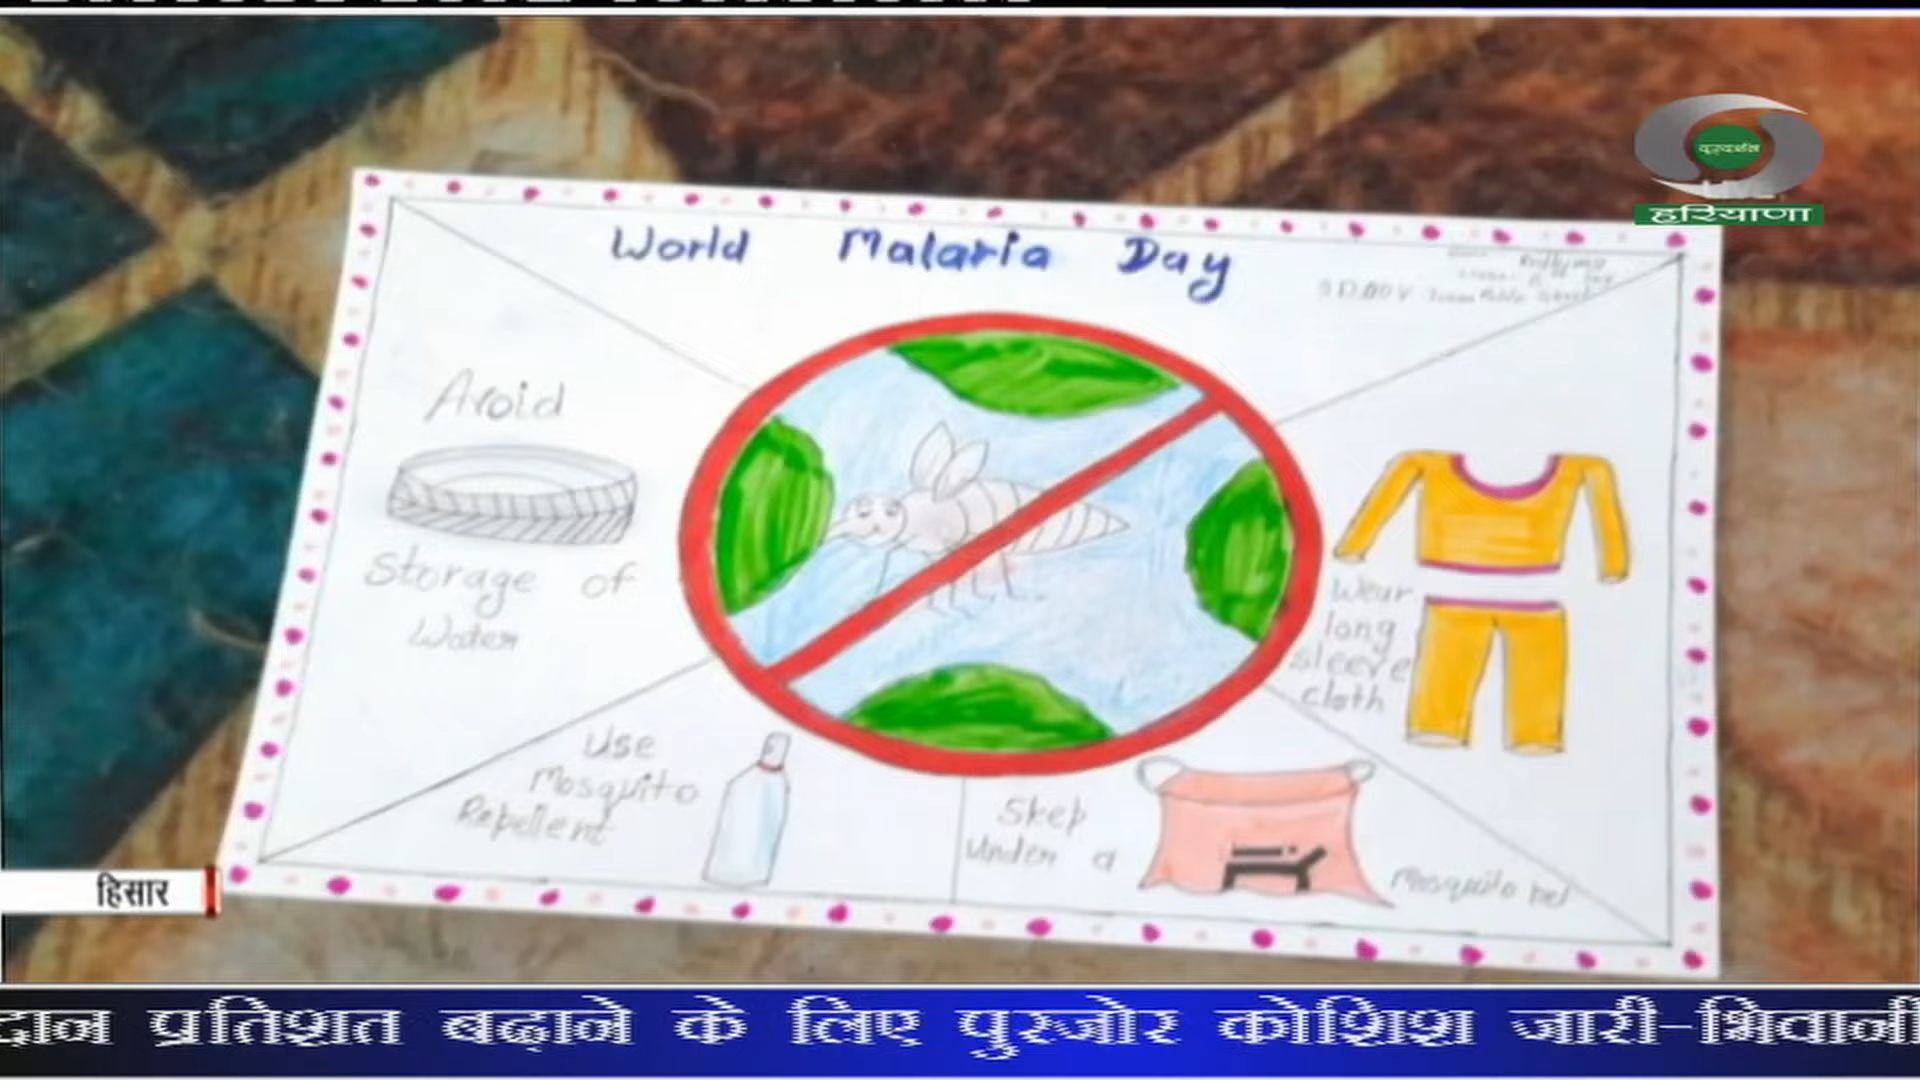 दूरदर्शन
हरियाणा
World Malaria Day
Avoid
Storage of
Water
Wear
long
sleeve
cloth
Use
Mosquito
Repellent
Sleep
Under a
Mosquito net
हिसार
दान प्रतिशत बढ़ाने के लिए पुरजोर कोशिश जारी-भिवानी